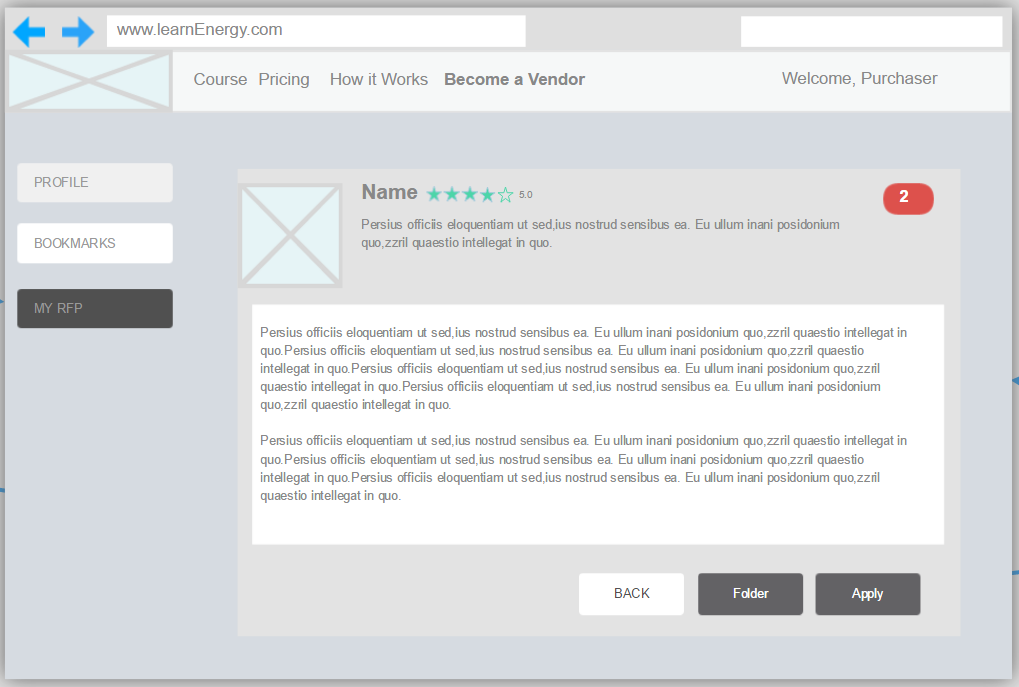 www.learnEnergy.com
Course Pricing How it Works Become a Vendor Welcome, Purchaser
PROFILE
BOOKMARKS
MY RFP
Name 5.0
2
Persius officiis eloquentiam ut sed,ius nostrud sensibus ea. Eu ullum inani posidonium
quo,zzril quaestio intellegat in quo.
Persius officiis eloquentiam ut sed,ius nostrud sensibus ea. Eu ullum inani posidonium quo,zzril quaestio intellegat in
quo.Persius officiis eloquentiam ut sed,ius nostrud sensibus ea. Eu ullum inani posidonium quo,zzril quaestio
intellegat in quo.Persius officiis eloquentiam ut sed,ius nostrud sensibus ea. Eu ullum inani posidonium quo,zzril
quaestio intellegat in quo.Persius officiis eloquentiam ut sed,ius nostrud sensibus ea. Eu ullum inani posidonium
quo,zzril quaestio intellegat in quo.
Persius officiis eloquentiam ut sed,ius nostrud sensibus ea. Eu ullum inani posidonium quo,zzril quaestio intellegat in
quo.Persius officiis eloquentiam ut sed,ius nostrud sensibus ea. Eu ullum inani posidonium quo,zzril quaestio
intellegat in quo.Persius officiis eloquentiam ut sed,ius nostrud sensibus ea. Eu ullum inani posidonium quo,zzril
quaestio intellegat in quo.
BACK Folder Apply